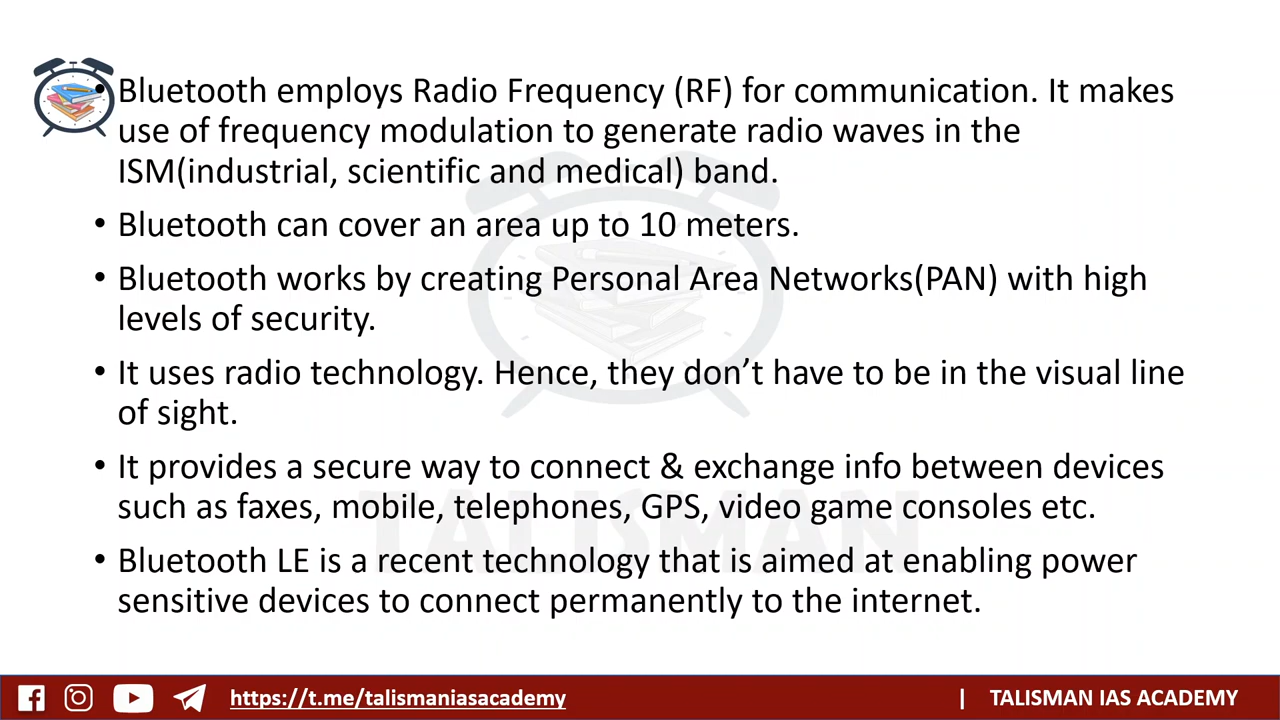 • Bluetooth employs Radio Frequency (RF) for communication. It makes
use of frequency modulation to generate radio waves in the
ISM(industrial, scientific and medical) band.
• Bluetooth can cover an area up to 10 meters.
• Bluetooth works by creating Personal Area Networks(PAN) with high
levels of security.
• It uses radio technology. Hence, they don’t have to be in the visual line
of sight.
• It provides a secure way to connect & exchange info between devices
such as faxes, mobile, telephones, GPS, video game consoles etc.
• Bluetooth LE is a recent technology that is aimed at enabling power
sensitive devices to connect permanently to the internet.
TALISMAN
https://t.me/talismaniasacademy | TALISMAN IAS ACADEMY